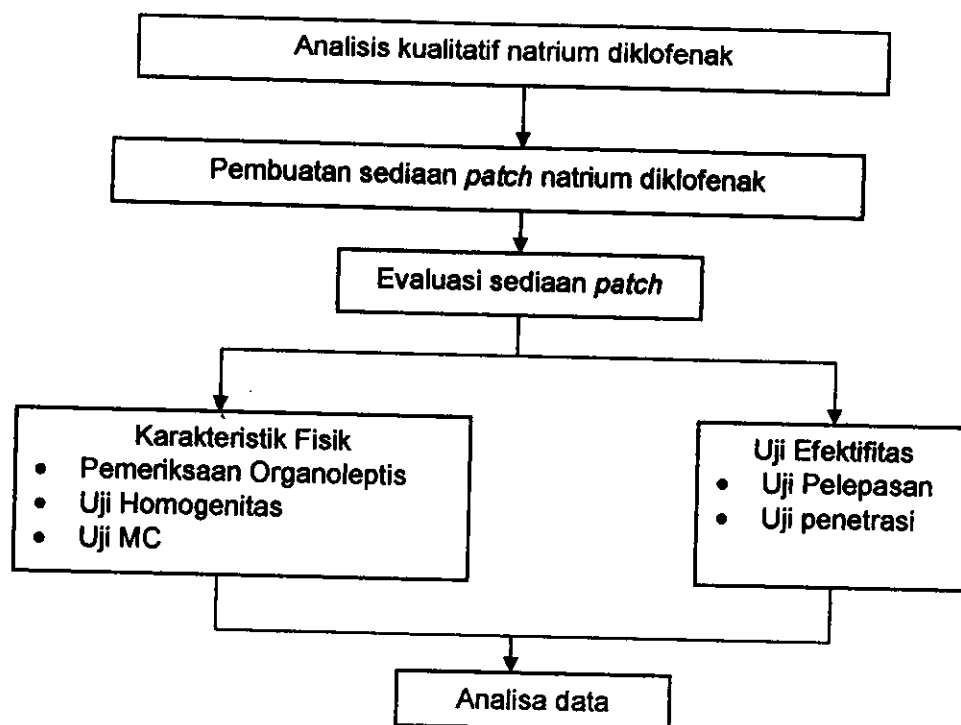 Analisis kualitatif natrium diklofenak
Pembuatan sediaan patch natrium diklofenak
Evaluasi sediaan patch
Karakteristik Fisik
• Pemeriksaan Organoleptis
• Uji Homogenitas
• Uji MC
Uji Efektifitas
• Uji Pelepasan
• Uji penetrasi
Analisa data